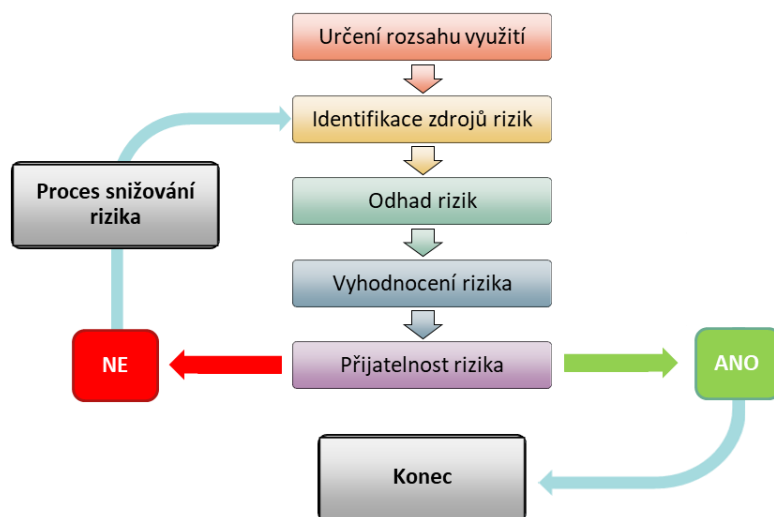 Určení rozsahu využití
Identifikace zdrojů rizik
Proces snižování
rizika
Odhad rizik
Vyhodnocení rizika
NE
Přijatelnost rizika
ANO
Konec